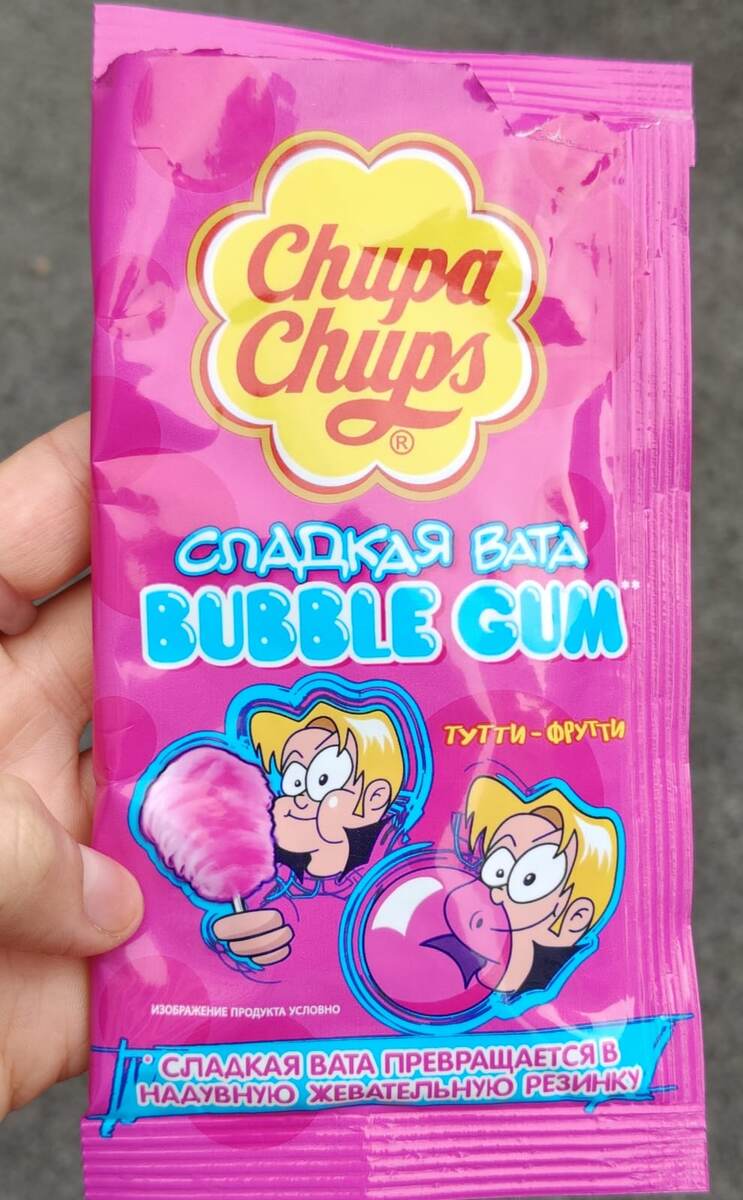 Chupa
Chups
®
СЛАДКАЯ ВАТА*
BUBBLE GUM**
ТУТТИ-ФРУТТИ
ИЗОБРАЖЕНИЕ ПРОДУКТА УСЛОВНО
* СЛАДКАЯ ВАТА ПРЕВРАЩАЕТСЯ В
НАДУВНУЮ ЖЕВАТЕЛЬНУЮ РЕЗИНКУ